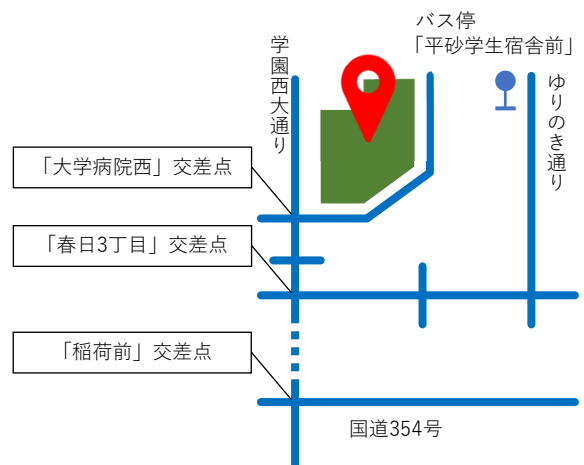 バス停
「平砂学生宿舎前」
学園西大通り
ゆりのき通り
「大学病院西」交差点
「春日3丁目」交差点
「稲荷前」交差点
国道354号